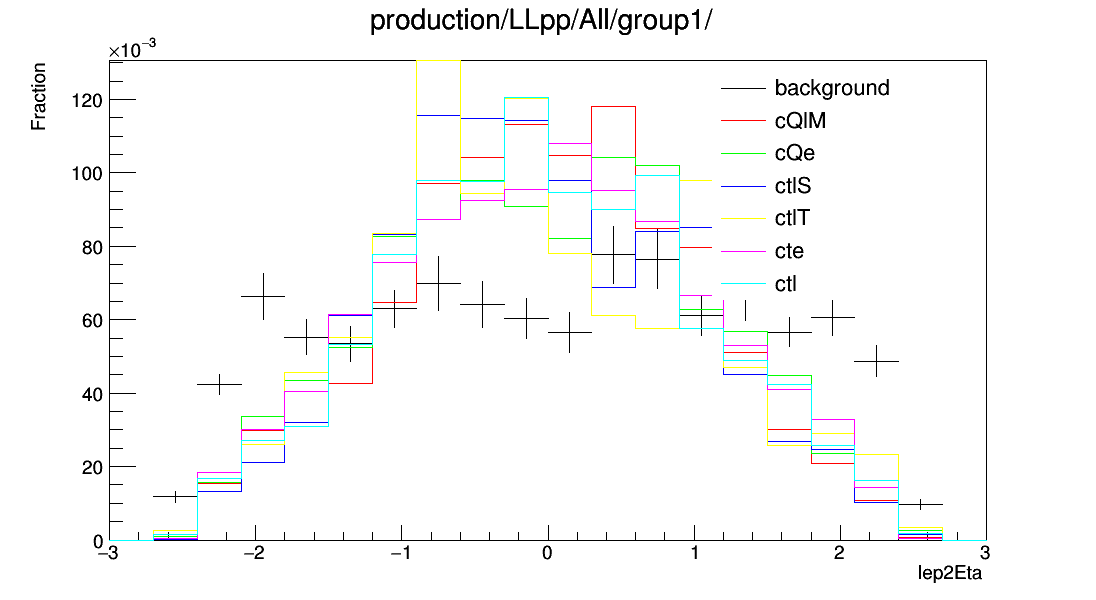 production/LLpp/All/group1/
×10⁻³
Fraction
120
100
80
60
40
20
0
−3
−2
−1
0
1
2
3
lep2Eta
background
cQlM
cQe
ctlS
ctlT
cte
ctl